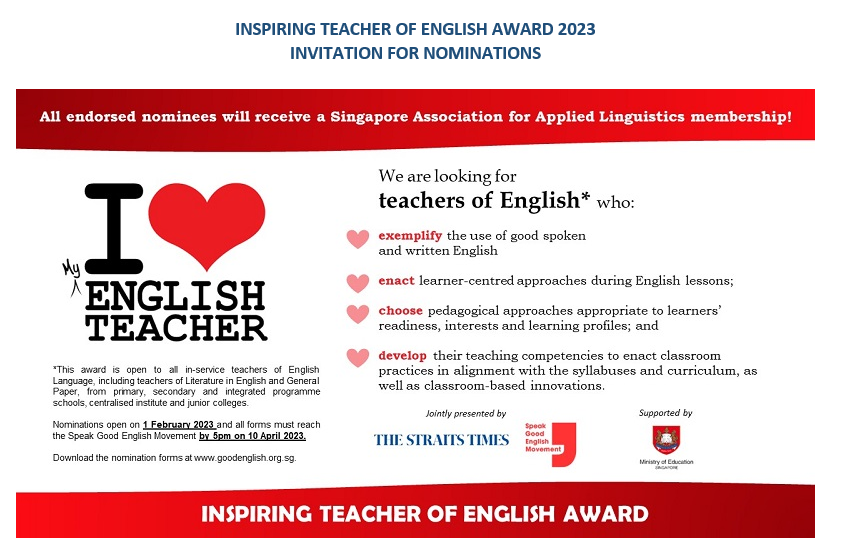 INSPIRING TEACHER OF ENGLISH AWARD 2023
INVITATION FOR NOMINATIONS
All endorsed nominees will receive a Singapore Association for Applied Linguistics membership!
I
My
ENGLISH
TEACHER
*This award is open to all in-service teachers of English
Language, including teachers of Literature in English and General
Paper, from primary, secondary and integrated programme
schools, centralised institute and junior colleges.
Nominations open on 1 February 2023 and all forms must reach
the Speak Good English Movement by 5pm on 10 April 2023.
Download the nomination forms at www.goodenglish.org.sg.
We are looking for
teachers of English* who:
exemplify the use of good spoken
and written English
enact learner-centred approaches during English lessons;
choose pedagogical approaches appropriate to learners’
readiness, interests and learning profiles; and
develop their teaching competencies to enact classroom
practices in alignment with the syllabuses and curriculum, as
well as classroom-based innovations.
Jointly presented by
THE STRAITS TIMES
Speak
Good
English
Movement
Supported by
Ministry of Education
SINGAPORE
INSPIRING TEACHER OF ENGLISH AWARD